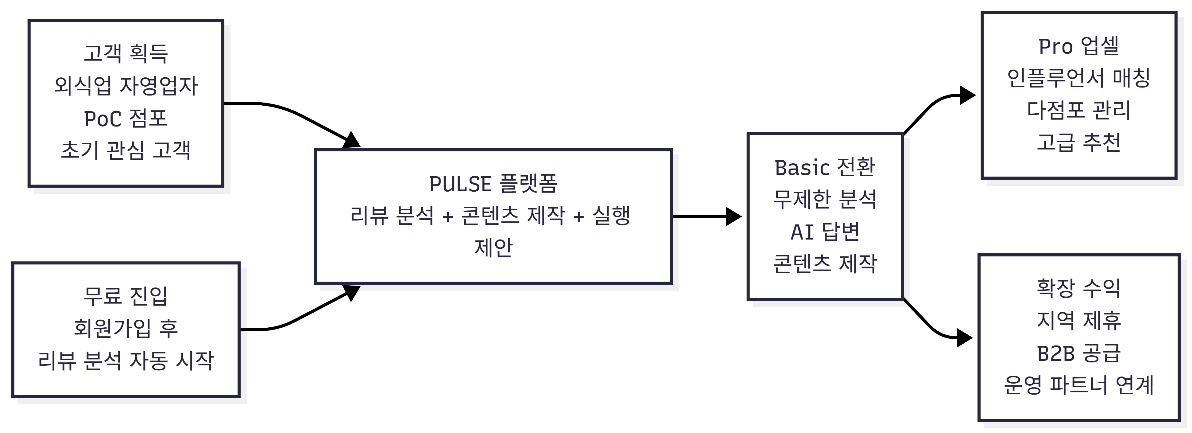 고객 획득
외식업 자영업자
PoC 점포
초기 관심 고객
무료 진입
회원가입 후
리뷰 분석 자동 시작
PULSE 플랫폼
리뷰 분석 + 콘텐츠 제작 + 실행
제안
Basic 전환
무제한 분석
AI 답변
콘텐츠 제작
Pro 업셀
인플루언서 매칭
다점포 관리
고급 추천
확장 수익
지역 제휴
B2B 공급
운영 파트너 연계